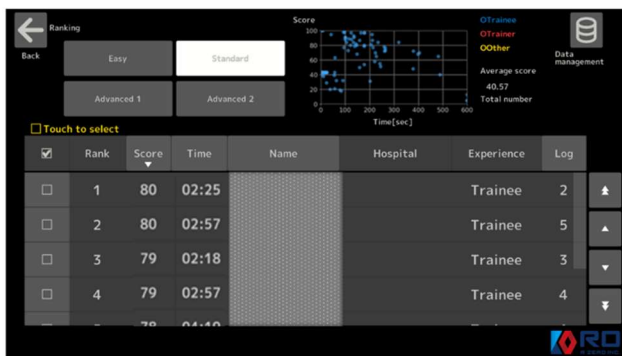 Ranking
Back
Easy
Standard
Advanced 1
Advanced 2
Score
100
80
60
40
20
0
0 100 200 300 400 500 600
Time[sec]
OTrainee
OTrainer
OOther
Average score
40.57
Total number
Data
management
Touch to select
Rank Score Time Name Hospital Experience Log
1 80 02:25 Trainee 2
2 80 02:57 Trainee 5
3 79 02:18 Trainee 3
4 79 02:57 Trainee 4
RD